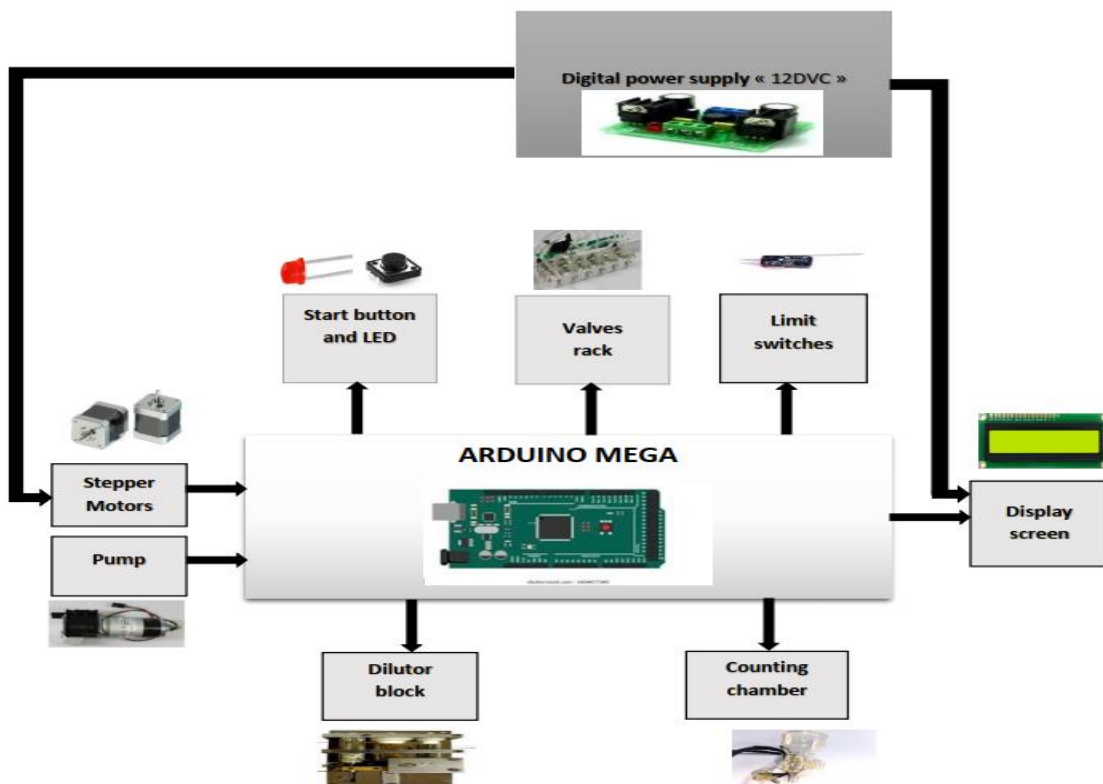 Digital power supply « 12DVC »
Start button
and LED
Valves
rack
Limit
switches
ARDUINO MEGA
Stepper
Motors
Pump
Display
screen
Dilutor
block
Counting
chamber